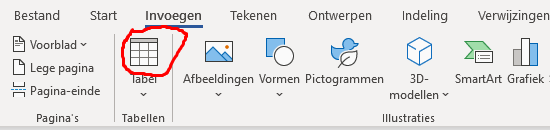 Bestand Start Invoegen Tekenen Ontwerpen Indeling Verwijzingen
Voorblad
Lege pagina
Pagina-einde
Pagina's
Tabel
Tabellen
Afbeeldingen
Vormen
Pictogrammen
3D-
modellen
SmartArt
Grafiek
Illustraties